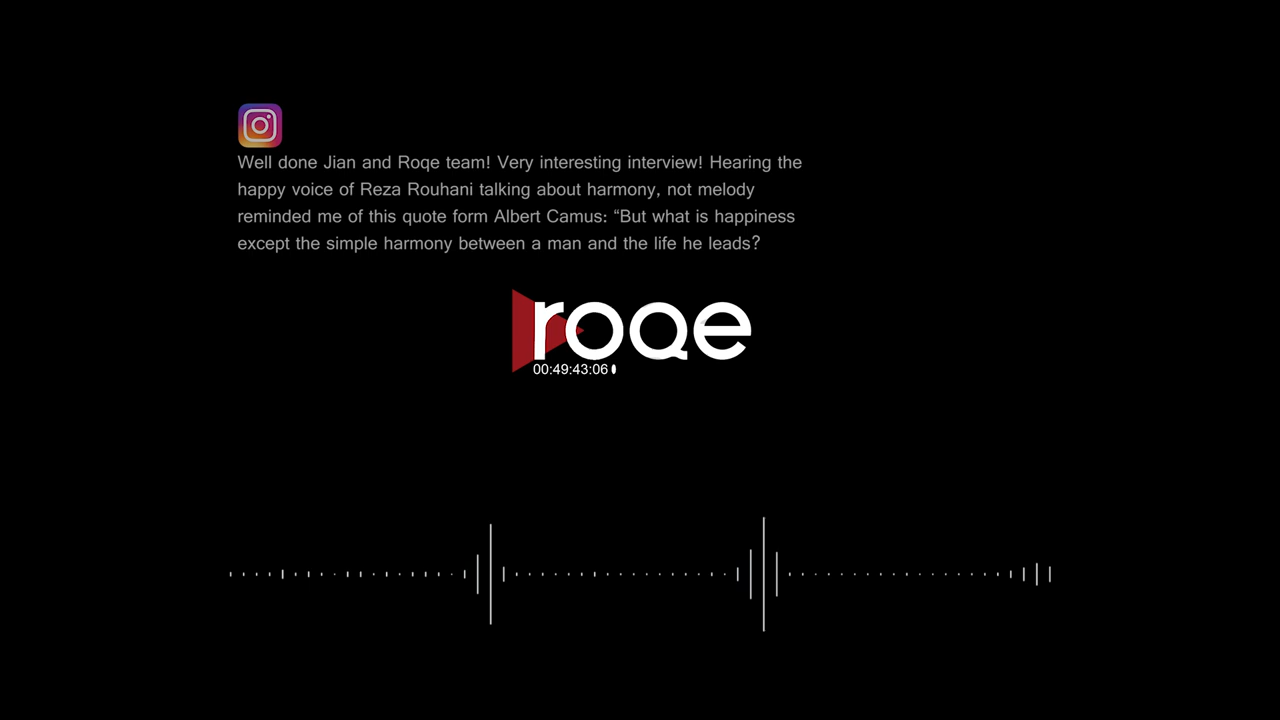 Well done Jian and Roqe team! Very interesting interview! Hearing the
happy voice of Reza Rouhani talking about harmony, not melody
reminded me of this quote form Albert Camus: “But what is happiness
except the simple harmony between a man and the life he leads?
roqe
00:49:43:06